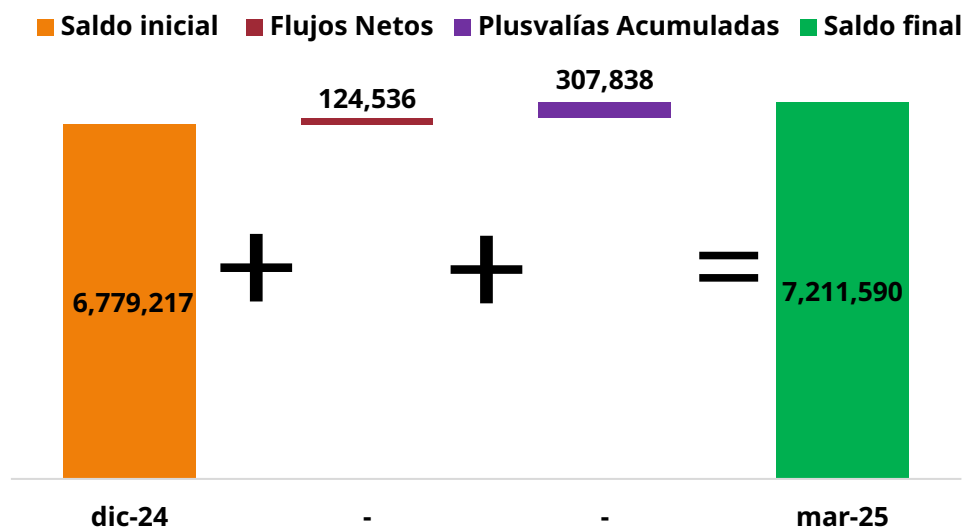 Saldo inicial Flujos Netos Plusvalías Acumuladas Saldo final
307,838
124,536
+ + =
7,211,590
6,779,217
dic-24 - - mar-25